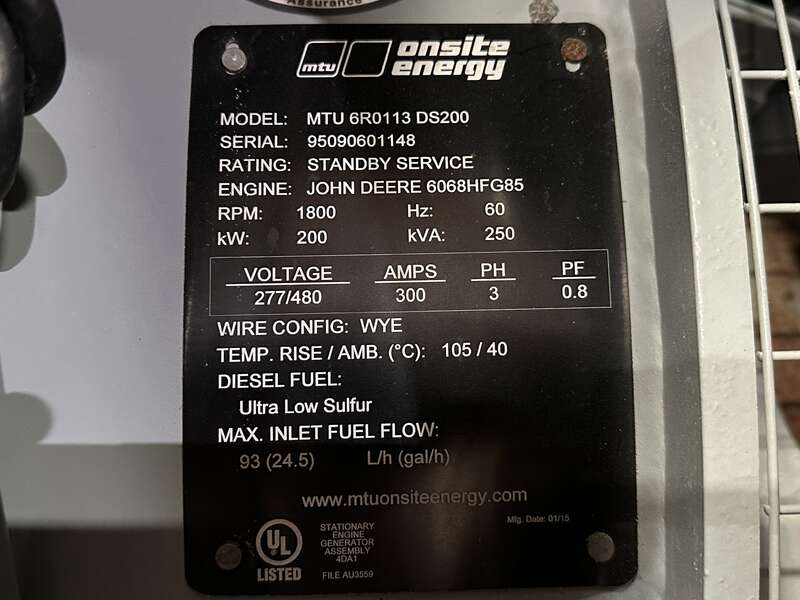 Assurance
mtu onsite energy
MODEL: MTU 6R0113 DS200
SERIAL: 95090601148
RATING: STANDBY SERVICE
ENGINE: JOHN DEERE 6068HFG85
RPM: 1800 Hz: 60
kW: 200 kVA: 250
VOLTAGE AMPS PH PF
277/480 300 3 0.8
WIRE CONFIG: WYE
TEMP. RISE / AMB. (°C): 105 / 40
DIESEL FUEL:
Ultra Low Sulfur
MAX. INLET FUEL FLOW:
93 (24.5) L/h (gal/h)
www.mtuonsiteenergy.com
Mfg. Date: 01/15
UL
LISTED
STATIONARY
ENGINE
GENERATOR
ASSEMBLY
4DA1
FILE AU3559